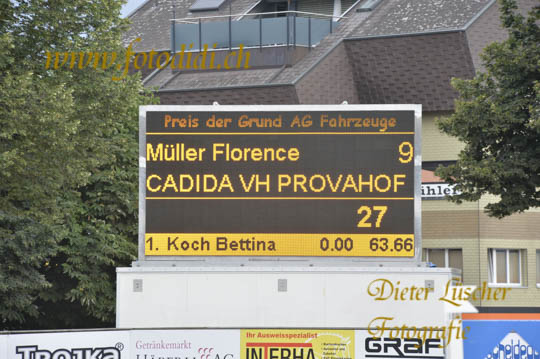 www.fotodidi.ch
Preis der Grund AG Fahrzeuge
Müller Florence 9
CADIDA VH PROVAHOF
27
1. Koch Bettina 0.00 63.66
Dieter Lüscher
Fotografie
Getränkemarkt
Ihr Ausweisspezialist
INTERHA
GRAF
Trojka